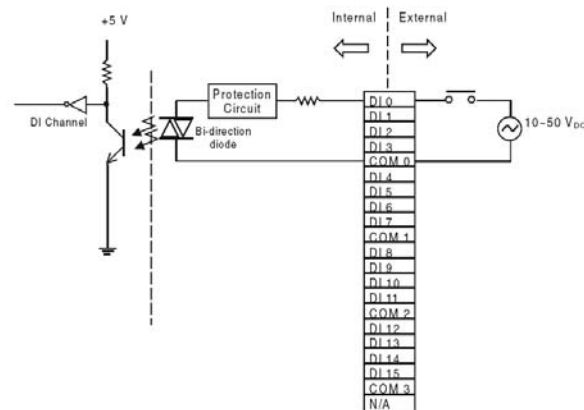 Internal
External
+5 V
DI Channel
Bi-direction
diode
Protection
Circuit
DI 0
DI 1
DI 2
DI 3
COM 0
DI 4
DI 5
DI 6
DI 7
COM 1
DI 8
DI 9
DI 10
DI 11
COM 2
DI 12
DI 13
DI 14
DI 15
COM 3
N/A
10-50 VDC